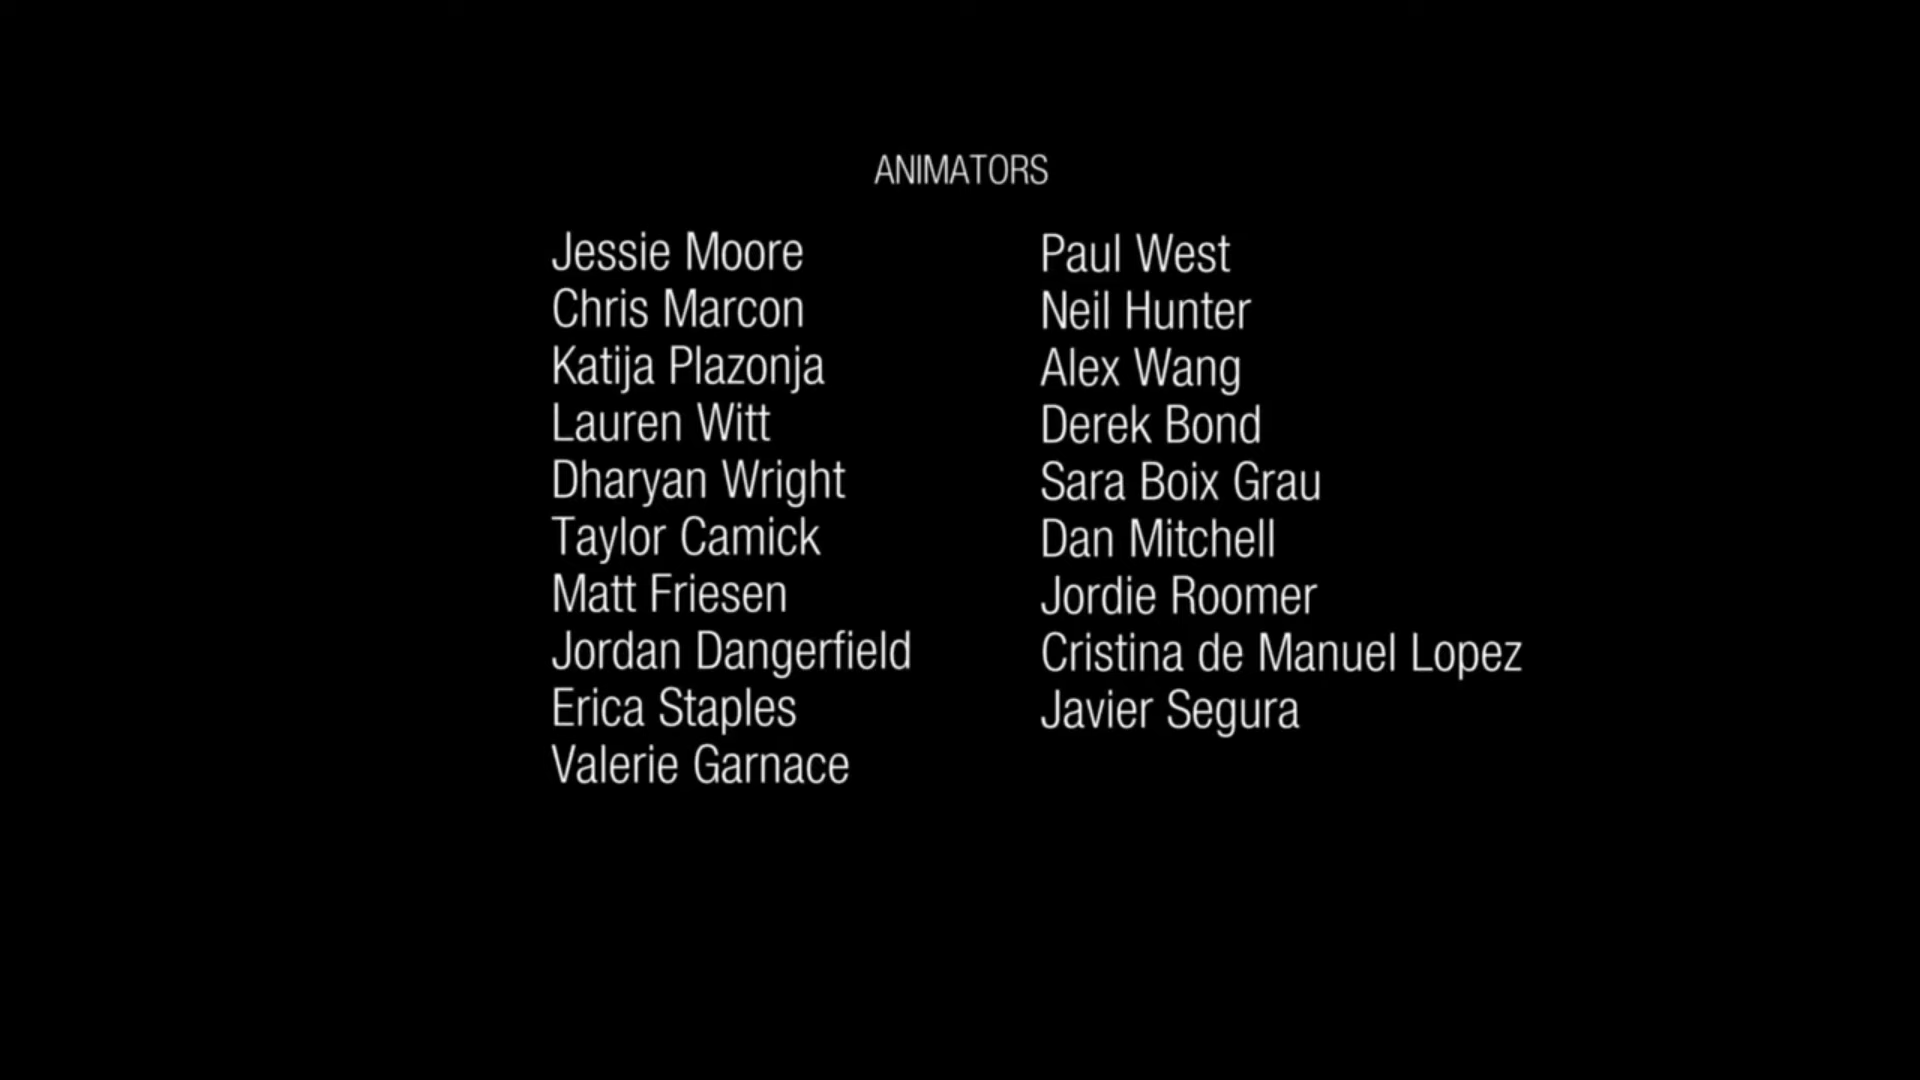 ANIMATORS
Jessie Moore
Chris Marcon
Katija Plazonja
Lauren Witt
Dharyan Wright
Taylor Camick
Matt Friesen
Jordan Dangerfield
Erica Staples
Valerie Garnace
Paul West
Neil Hunter
Alex Wang
Derek Bond
Sara Boix Grau
Dan Mitchell
Jordie Roomer
Cristina de Manuel Lopez
Javier Segura